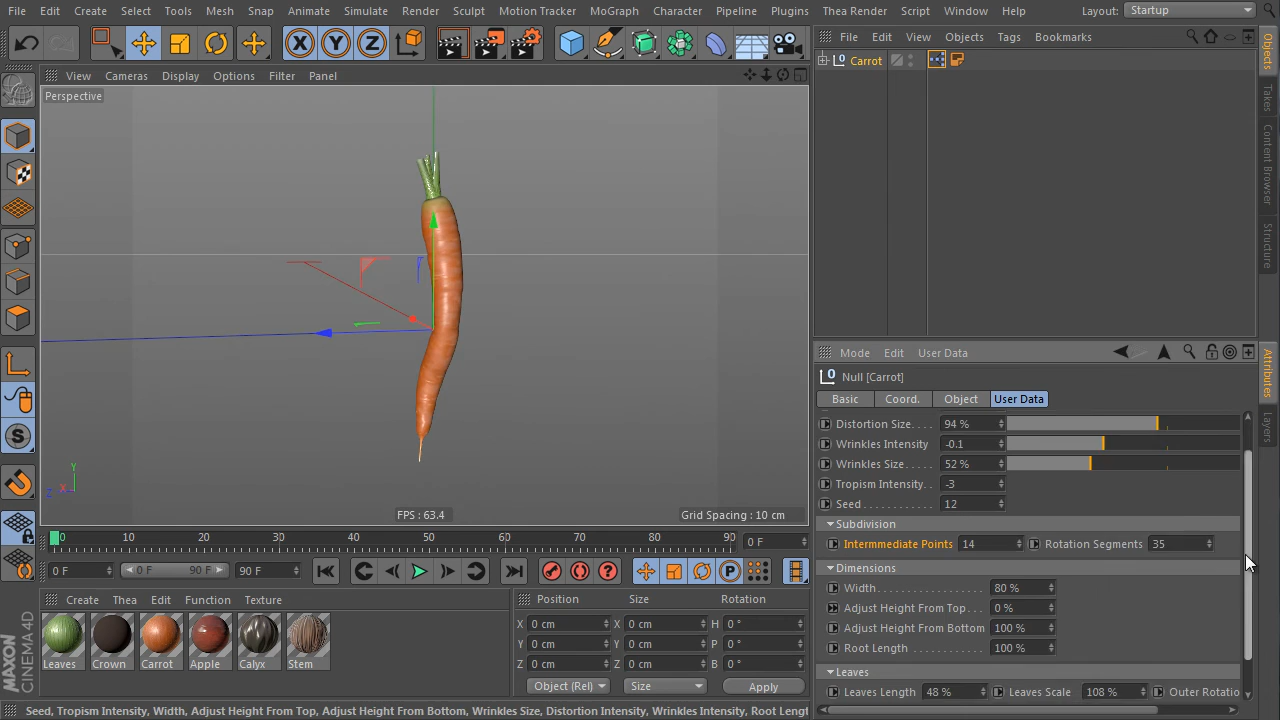 File Edit Create Select Tools Mesh Snap Animate Simulate Render Sculpt Motion Tracker MoGraph Character Pipeline Plugins Thea Render Script Window Help Layout: Startup
X Y Z
File Edit View Objects Tags Bookmarks
View Cameras Display Options Filter Panel
Carrot
Perspective
Objects
Takes
Content Browser
Structure
Mode Edit User Data
Null [Carrot]
Basic Coord. Object User Data
Attributes
Layers
Distortion Size. . . . 94 %
Wrinkles Intensity -0.1
Wrinkles Size. . . . . 52 %
Tropism Intensity. . -3
Seed. . . . . . . . . . . . 12
Subdivision
Intermmediate Points 14 Rotation Segments 35
Dimensions
Width. . . . . . . . . . . . . . . . 80 %
Adjust Height From Top. . . 0 %
Adjust Height From Bottom 100 %
Root Length . . . . . . . . . . . 100 %
Leaves
Leaves Length 48 % Leaves Scale 108 % Outer Rotatio
Y
X
Z
FPS : 63.4 Grid Spacing : 10 cm
0 10 20 30 40 50 60 70 80 90 0 F
0 F 0 F 90 F 90 F
Create Thea Edit Function Texture
Position Size Rotation
X 0 cm X 0 cm H 0 °
Y 0 cm Y 0 cm P 0 °
Z 0 cm Z 0 cm B 0 °
Leaves Crown Carrot Apple Calyx Stem
Object (Rel) Size Apply
MAXON
CINEMA 4D
Seed, Tropism Intensity, Width, Adjust Height From Top, Adjust Height From Bottom, Wrinkles Size, Distortion Intensity, Wrinkles Intensity, Root Lengt